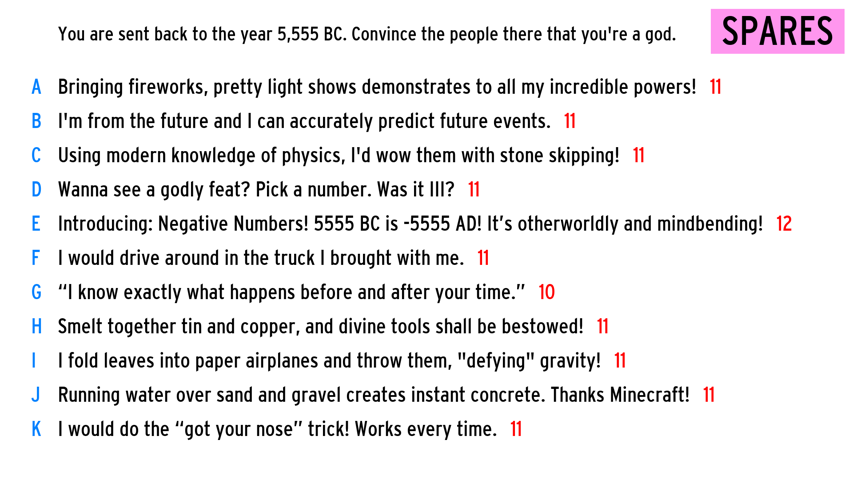 You are sent back to the year 5,555 BC. Convince the people there that you're a god.
SPARES
A Bringing fireworks, pretty light shows demonstrates to all my incredible powers! 11
B I'm from the future and I can accurately predict future events. 11
C Using modern knowledge of physics, I'd wow them with stone skipping! 11
D Wanna see a godly feat? Pick a number. Was it III? 11
E Introducing: Negative Numbers! 5555 BC is -5555 AD! It’s otherworldly and mindbending! 12
F I would drive around in the truck I brought with me. 11
G “I know exactly what happens before and after your time.” 10
H Smelt together tin and copper, and divine tools shall be bestowed! 11
I I fold leaves into paper airplanes and throw them, "defying" gravity! 11
J Running water over sand and gravel creates instant concrete. Thanks Minecraft! 11
K I would do the “got your nose” trick! Works every time. 11